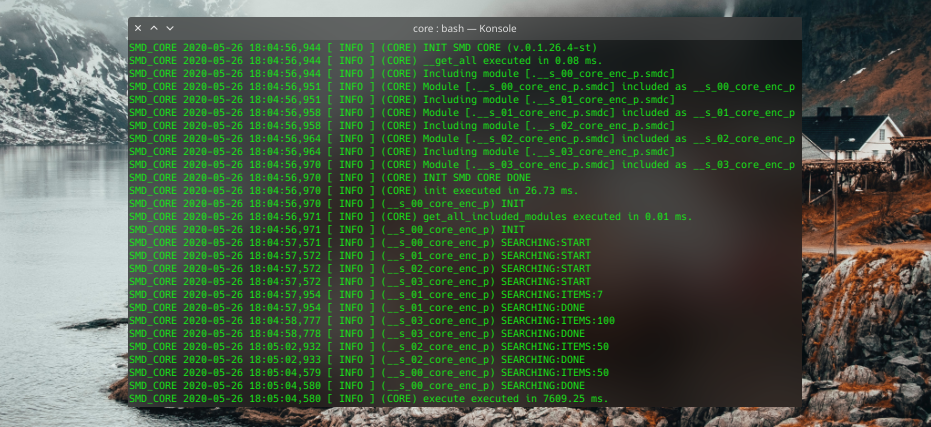 core : bash — Konsole
SMD_CORE 2020-05-26 18:04:56,944 [ INFO ] (CORE) INIT SMD CORE (v.0.1.26.4-st)
SMD_CORE 2020-05-26 18:04:56,944 [ INFO ] (CORE) __get_all executed in 0.08 ms.
SMD_CORE 2020-05-26 18:04:56,944 [ INFO ] (CORE) Including module [.__s_00_core_enc_p.smdc]
SMD_CORE 2020-05-26 18:04:56,951 [ INFO ] (CORE) Module [.__s_00_core_enc_p.smdc] included as __s_00_core_enc_p
SMD_CORE 2020-05-26 18:04:56,951 [ INFO ] (CORE) Including module [.__s_01_core_enc_p.smdc]
SMD_CORE 2020-05-26 18:04:56,958 [ INFO ] (CORE) Module [.__s_01_core_enc_p.smdc] included as __s_01_core_enc_p
SMD_CORE 2020-05-26 18:04:56,958 [ INFO ] (CORE) Including module [.__s_02_core_enc_p.smdc]
SMD_CORE 2020-05-26 18:04:56,964 [ INFO ] (CORE) Module [.__s_02_core_enc_p.smdc] included as __s_02_core_enc_p
SMD_CORE 2020-05-26 18:04:56,964 [ INFO ] (CORE) Including module [.__s_03_core_enc_p.smdc]
SMD_CORE 2020-05-26 18:04:56,970 [ INFO ] (CORE) Module [.__s_03_core_enc_p.smdc] included as __s_03_core_enc_p
SMD_CORE 2020-05-26 18:04:56,970 [ INFO ] (CORE) INIT SMD CORE DONE
SMD_CORE 2020-05-26 18:04:56,970 [ INFO ] (CORE) init executed in 26.73 ms.
SMD_CORE 2020-05-26 18:04:56,970 [ INFO ] (__s_00_core_enc_p) INIT
SMD_CORE 2020-05-26 18:04:56,971 [ INFO ] (CORE) get_all_included_modules executed in 0.01 ms.
SMD_CORE 2020-05-26 18:04:56,971 [ INFO ] (__s_00_core_enc_p) INIT
SMD_CORE 2020-05-26 18:04:57,571 [ INFO ] (__s_00_core_enc_p) SEARCHING:START
SMD_CORE 2020-05-26 18:04:57,572 [ INFO ] (__s_01_core_enc_p) SEARCHING:START
SMD_CORE 2020-05-26 18:04:57,572 [ INFO ] (__s_02_core_enc_p) SEARCHING:START
SMD_CORE 2020-05-26 18:04:57,572 [ INFO ] (__s_03_core_enc_p) SEARCHING:START
SMD_CORE 2020-05-26 18:04:57,954 [ INFO ] (__s_01_core_enc_p) SEARCHING:ITEMS:7
SMD_CORE 2020-05-26 18:04:57,954 [ INFO ] (__s_01_core_enc_p) SEARCHING:DONE
SMD_CORE 2020-05-26 18:04:58,777 [ INFO ] (__s_03_core_enc_p) SEARCHING:ITEMS:100
SMD_CORE 2020-05-26 18:04:58,778 [ INFO ] (__s_03_core_enc_p) SEARCHING:DONE
SMD_CORE 2020-05-26 18:05:02,932 [ INFO ] (__s_02_core_enc_p) SEARCHING:ITEMS:50
SMD_CORE 2020-05-26 18:05:02,933 [ INFO ] (__s_02_core_enc_p) SEARCHING:DONE
SMD_CORE 2020-05-26 18:05:04,579 [ INFO ] (__s_00_core_enc_p) SEARCHING:ITEMS:50
SMD_CORE 2020-05-26 18:05:04,580 [ INFO ] (__s_00_core_enc_p) SEARCHING:DONE
SMD_CORE 2020-05-26 18:05:04,580 [ INFO ] (CORE) execute executed in 7609.25 ms.